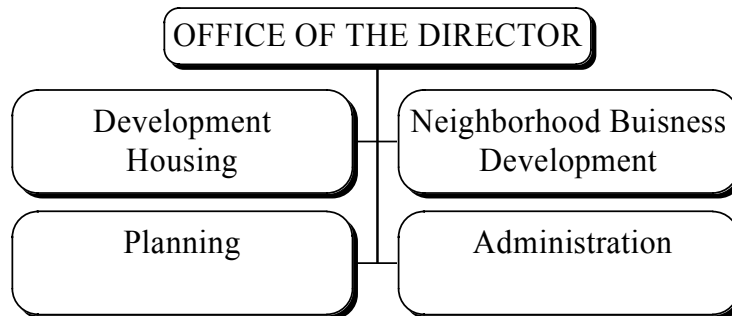 OFFICE OF THE DIRECTOR
Development
Housing
Neighborhood Buisness
Development
Planning
Administration